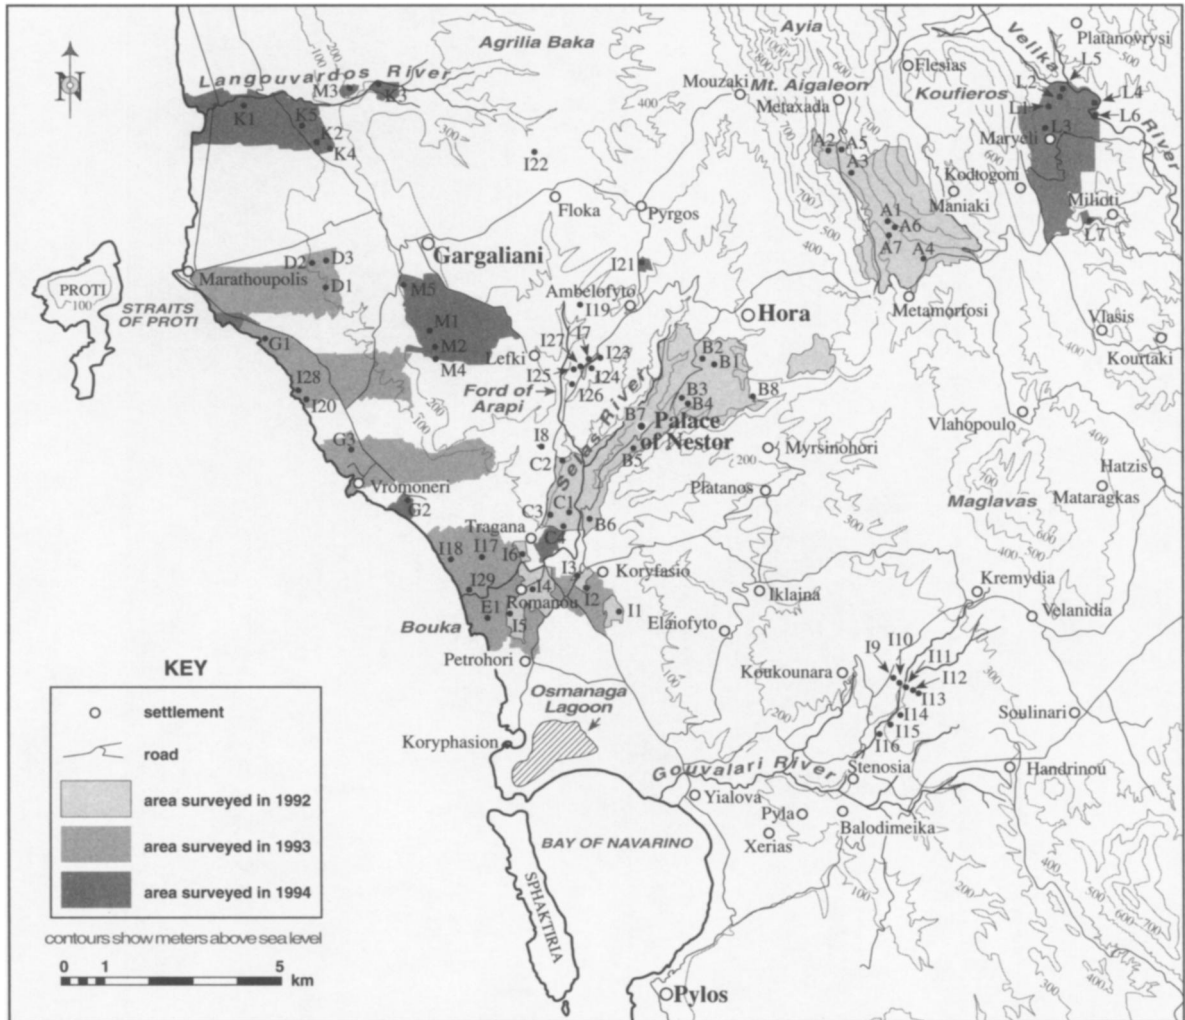 Ayia
Agrilia Baka
Velika
River
Platanovrysi
N
Langouvardos River
Mouzaki
Mt. Aigaleon
Flesias
Metaxada
Koufieros
L5
L2
L4
L1
L6
L3
Maryeli
M3
K3
K1
K5
K2
K4
I22
A2
A5
A3
Maniaki
Milioti
L7
Floka
Pyrgos
A1
A6
A7
A4
Gargaliani
D2
D3
D1
Marathoupolis
M5
I21
PROTI
100
STRAITS
OF PROTI
Ambelofyto
I19
Metamorfosi
Hora
Vlasis
Kourtaki
G1
M1
M2
M4
Lefki
I27
I7
I23
I25
I24
I26
Ford of
Arapi
B2
B1
B3
B4
B8
I28
I20
Selas River
B7
Palace
of Nestor
B5
Vlahopoulo
Myrsinohori
Hatzis
Mataragkas
Maglavas
G3
I8
C2
Vromoneri
G2
Platanos
C3
C1
B6
Tragana
C4
I18
I17
I6
I3
Koryfasio
I29
I4
Romanou
I2
I1
E1
I5
Bouka
Iklaina
Kremydia
Velanidia
Elaiofyto
Petrohori
Koukounara
I9
I10
I11
I12
I13
I14
I15
I16
Soulinari
Osmanaga
Lagoon
Koryphasion
Gouvalari River
Stenosia
Handrinou
Yialova
Pyla
Balodimeika
Xerias
BAY OF NAVARINO
SPHAKTIRIA
Pylos
KEY
settlement
road
area surveyed in 1992
area surveyed in 1993
area surveyed in 1994
contours show meters above sea level
0 1 5
km